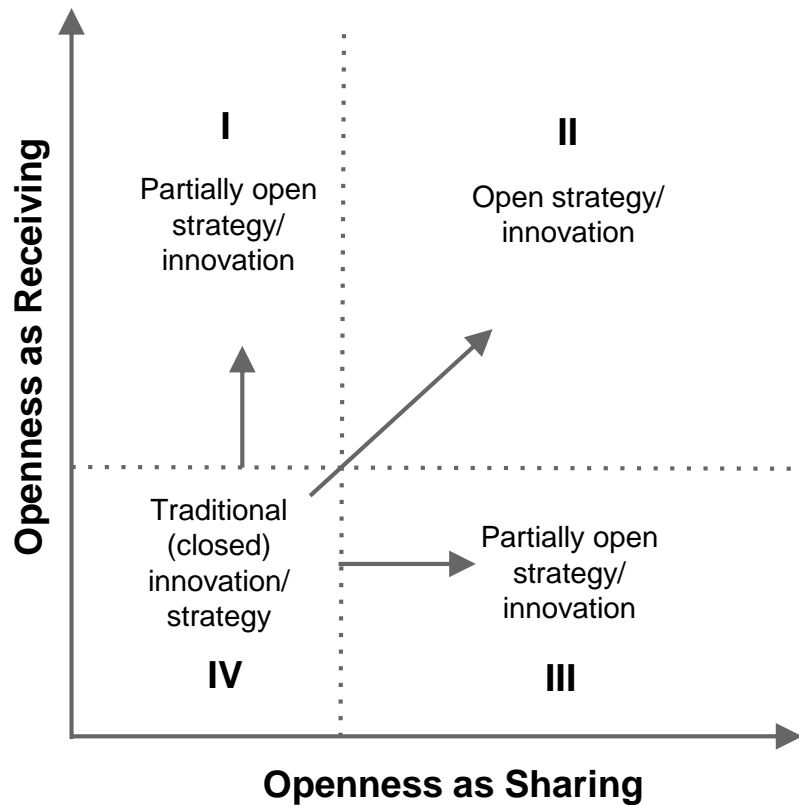 Openness as Receiving
I
Partially open
strategy/
innovation
II
Open strategy/
innovation
Traditional
(closed)
innovation/
strategy
IV
Partially open
strategy/
innovation
III
Openness as Sharing